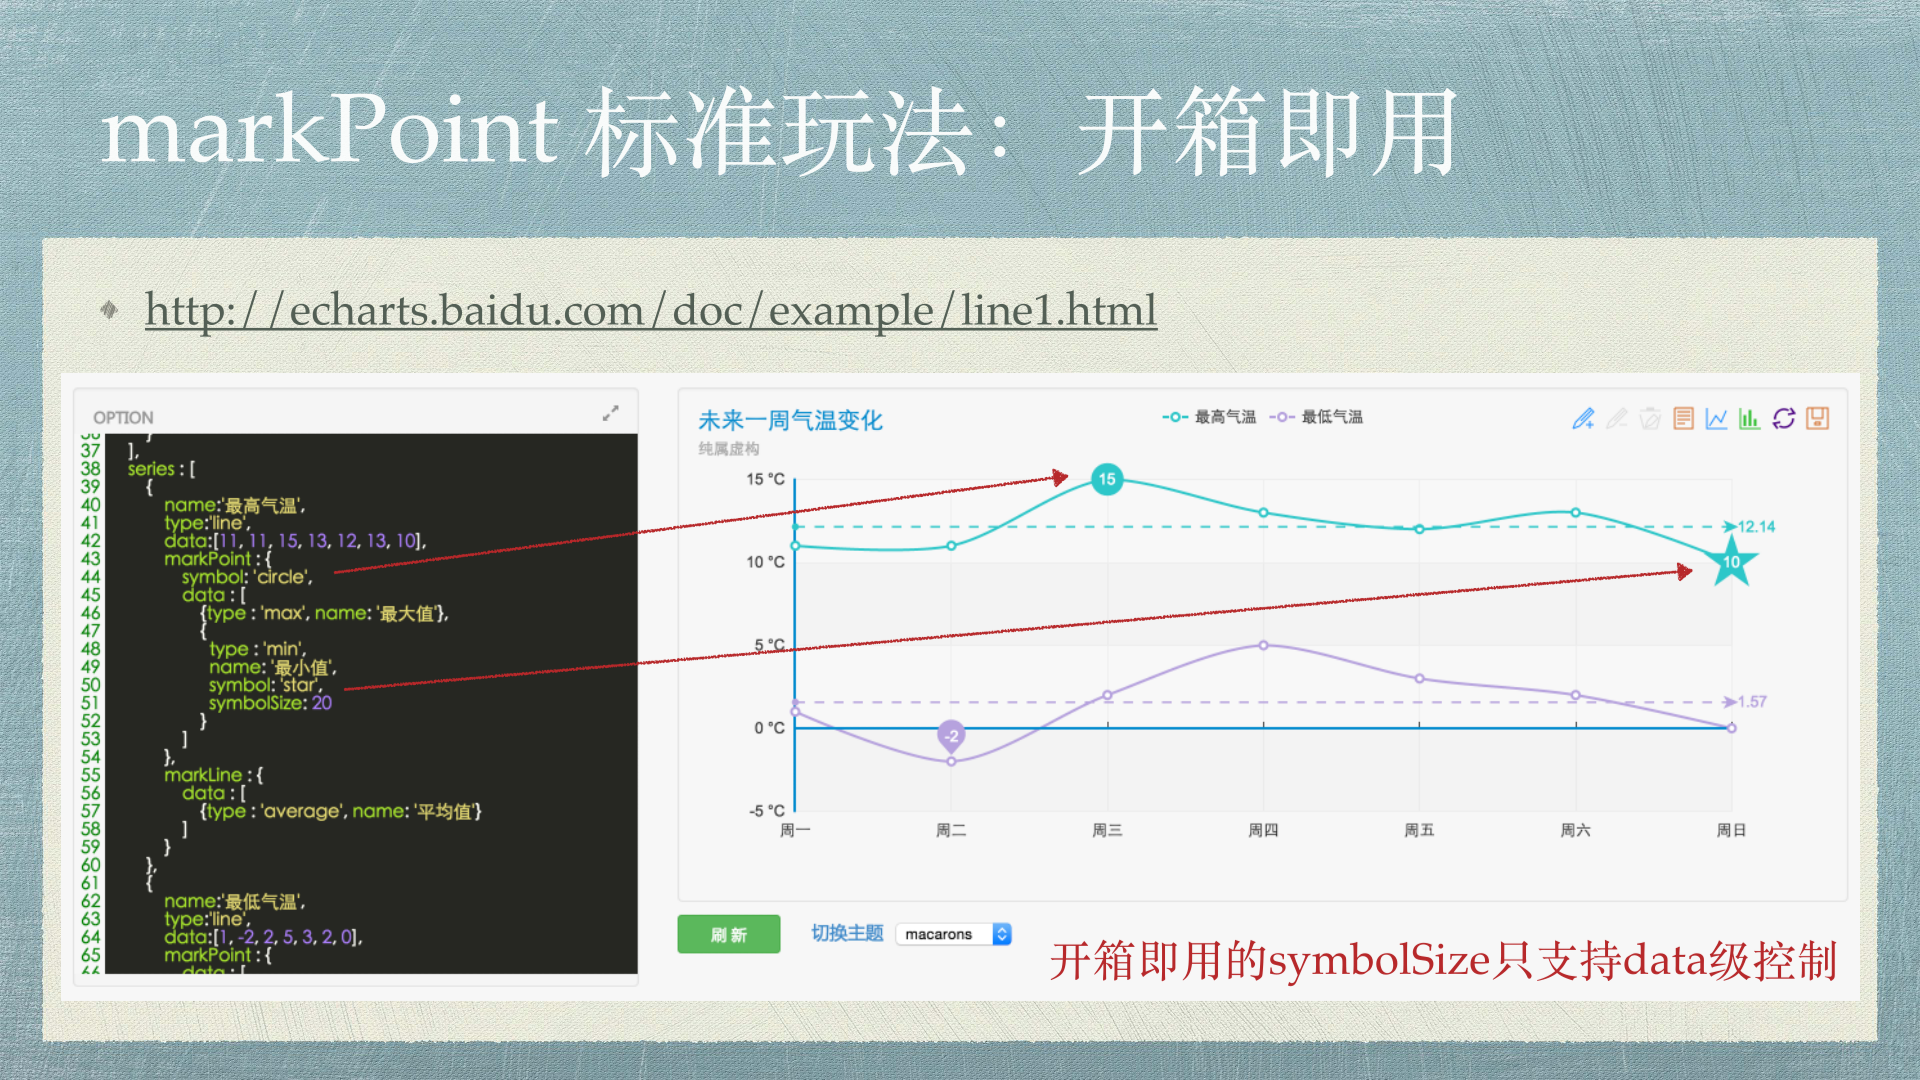 markPoint 标准玩法： 开箱即用
http://echarts.baidu.com/doc/example/line1.html
OPTION
37 ],
38 series : [
39 {
40 name:'最高气温',
41 type:'line',
42 data:[11, 11, 15, 13, 12, 13, 10],
43 markPoint : {
44 symbol: 'circle',
45 data : [
46 {type : 'max', name: '最大值'},
47 {
48 type : 'min',
49 name: '最小值',
50 symbol: 'star',
51 symbolSize: 20
52 }
53 ]
54 },
55 markLine : {
56 data : [
57 {type : 'average', name: '平均值'}
58 ]
59 }
60 },
61 {
62 name:'最低气温',
63 type:'line',
64 data:[1, -2, 2, 5, 3, 2, 0],
65 markPoint : {
66 data : [
未来一周气温变化
纯属虚构
最高气温 最低气温
15 °C
10 °C
5 °C
0 °C
-5 °C
15
12.14
10
-2
1.57
周一 周二 周三 周四 周五 周六 周日
刷 新 切换主题 macarons
开箱即用的symbolSize只支持data级控制